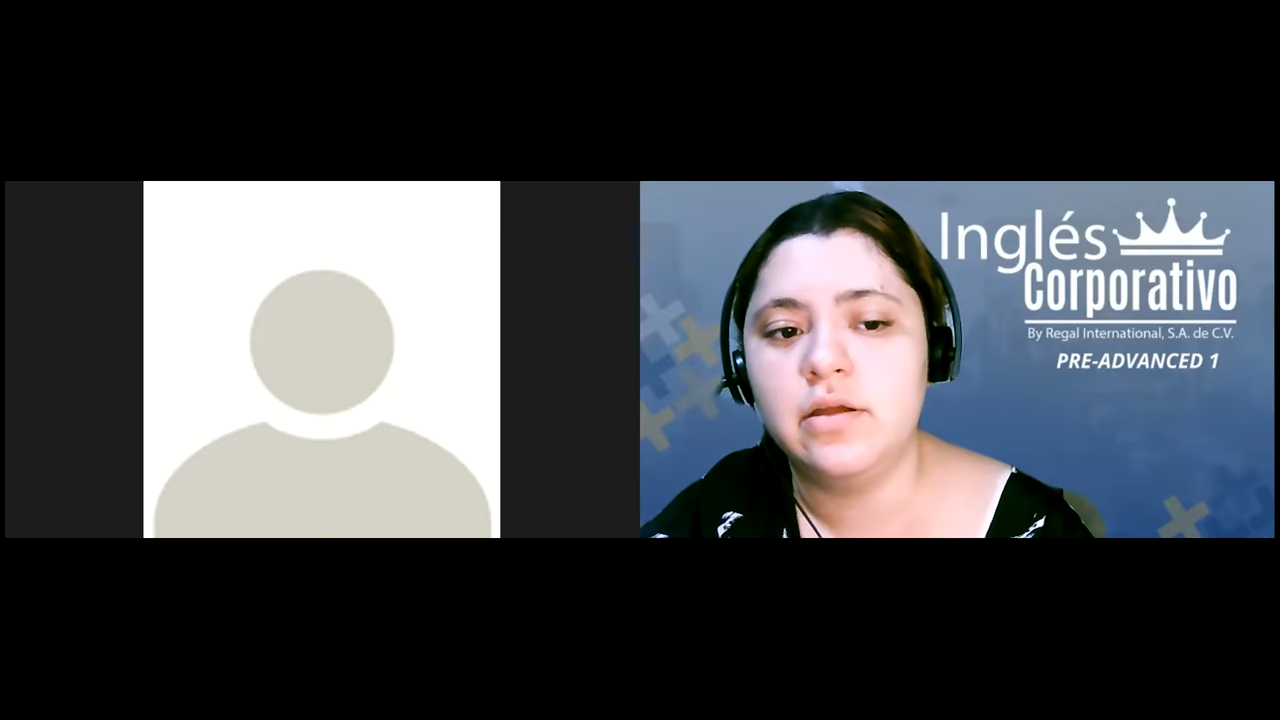 Inglés
Corporativo
By Regal International, S.A. de C.V.
PRE-ADVANCED 1